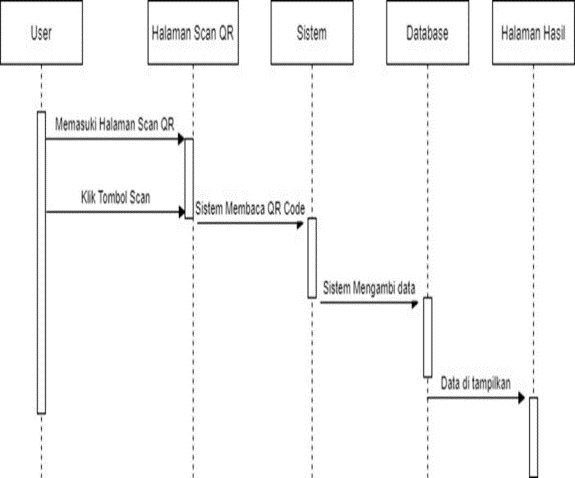 User
Halaman Scan QR
Sistem
Database
Halaman Hasil
Memasuki Halaman Scan QR
Klik Tombol Scan
Sistem Membaca QR Code
Sistem Mengambi data
Data di tampilkan